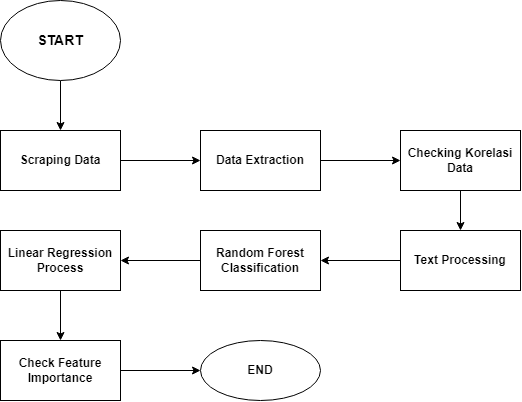 START
Scraping Data
Data Extraction
Checking Korelasi
Data
Text Processing
Random Forest
Classification
Linear Regression
Process
Check Feature
Importance
END